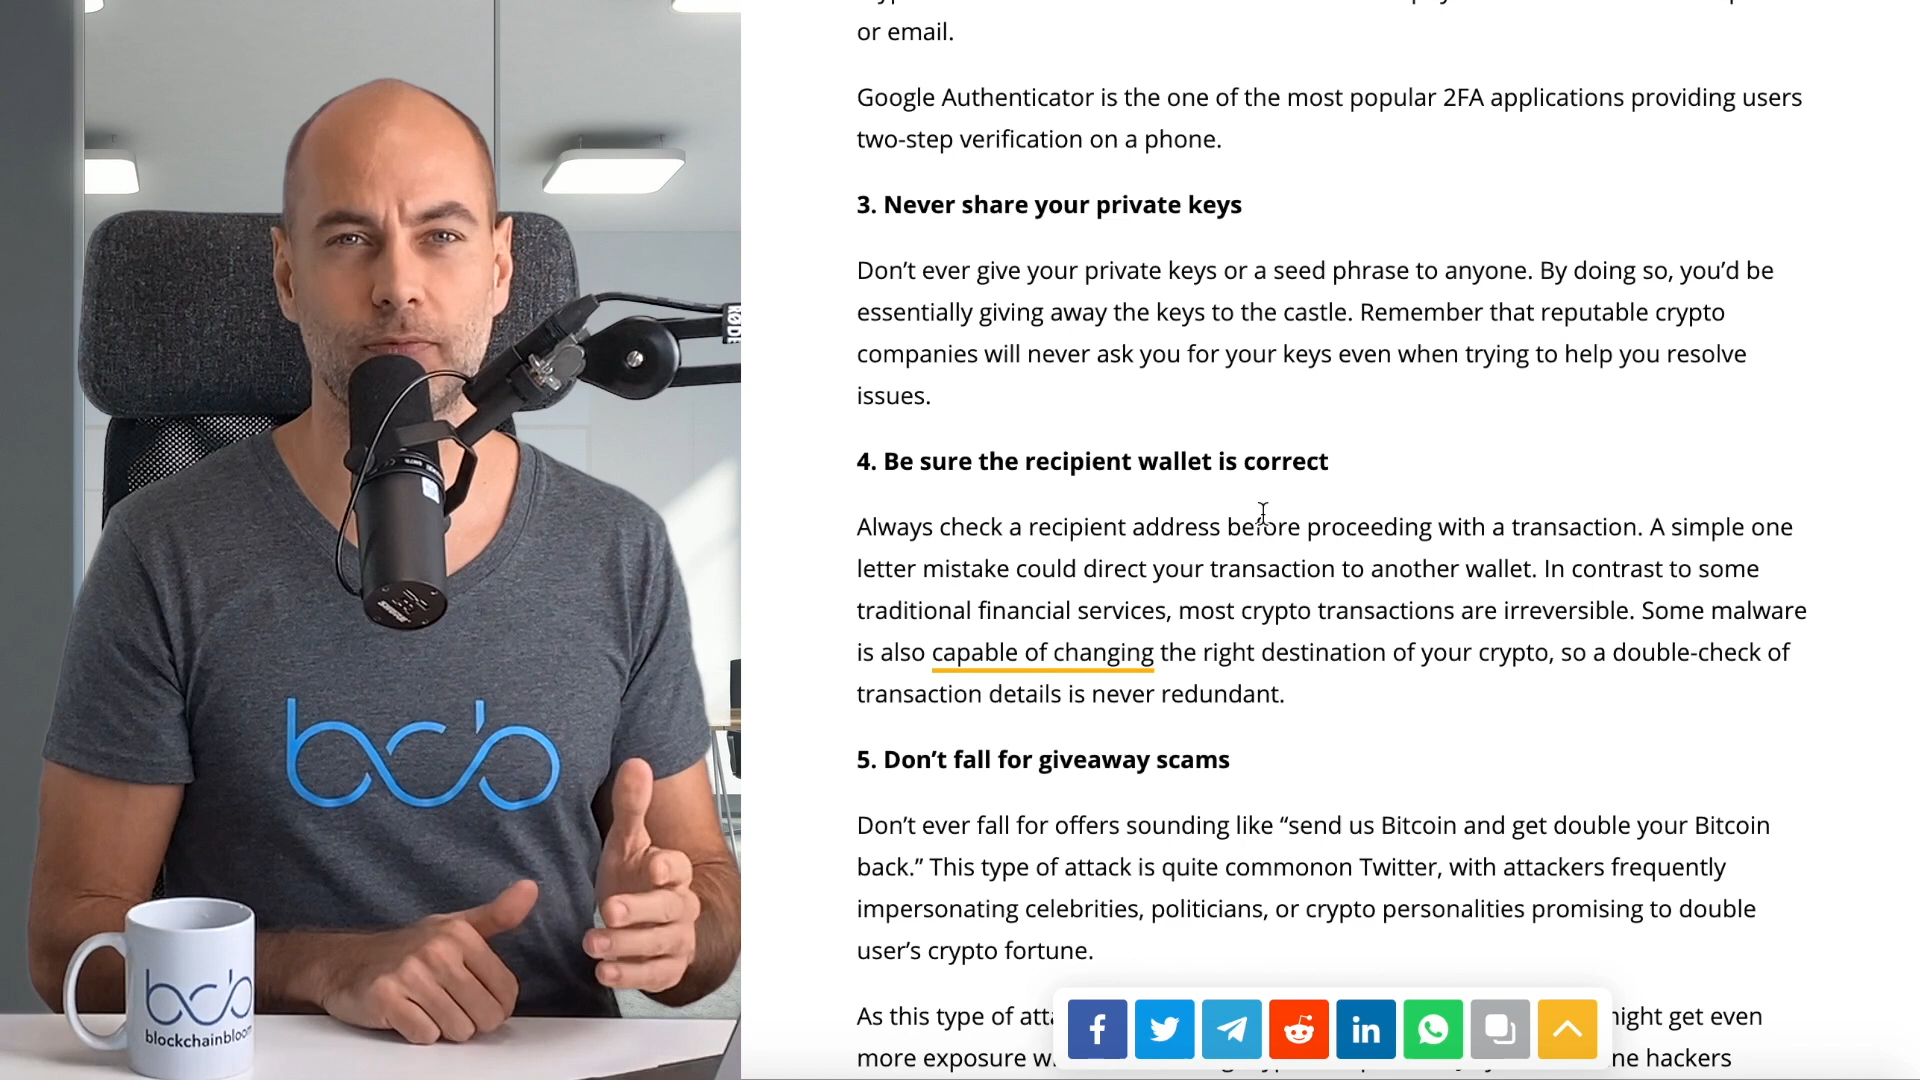 or email.
Google Authenticator is the one of the most popular 2FA applications providing users
two-step verification on a phone.
3. Never share your private keys
Don’t ever give your private keys or a seed phrase to anyone. By doing so, you’d be
essentially giving away the keys to the castle. Remember that reputable crypto
companies will never ask you for your keys even when trying to help you resolve
issues.
4. Be sure the recipient wallet is correct
Always check a recipient address before proceeding with a transaction. A simple one
letter mistake could direct your transaction to another wallet. In contrast to some
traditional financial services, most crypto transactions are irreversible. Some malware
is also capable of changing the right destination of your crypto, so a double-check of
transaction details is never redundant.
5. Don’t fall for giveaway scams
Don’t ever fall for offers sounding like “send us Bitcoin and get double your Bitcoin
back.” This type of attack is quite commonon Twitter, with attackers frequently
impersonating celebrities, politicians, or crypto personalities promising to double
user’s crypto fortune.
As this type of might get even
more exposure hackers
RØDE
bcb
bcb
blockchainbloom